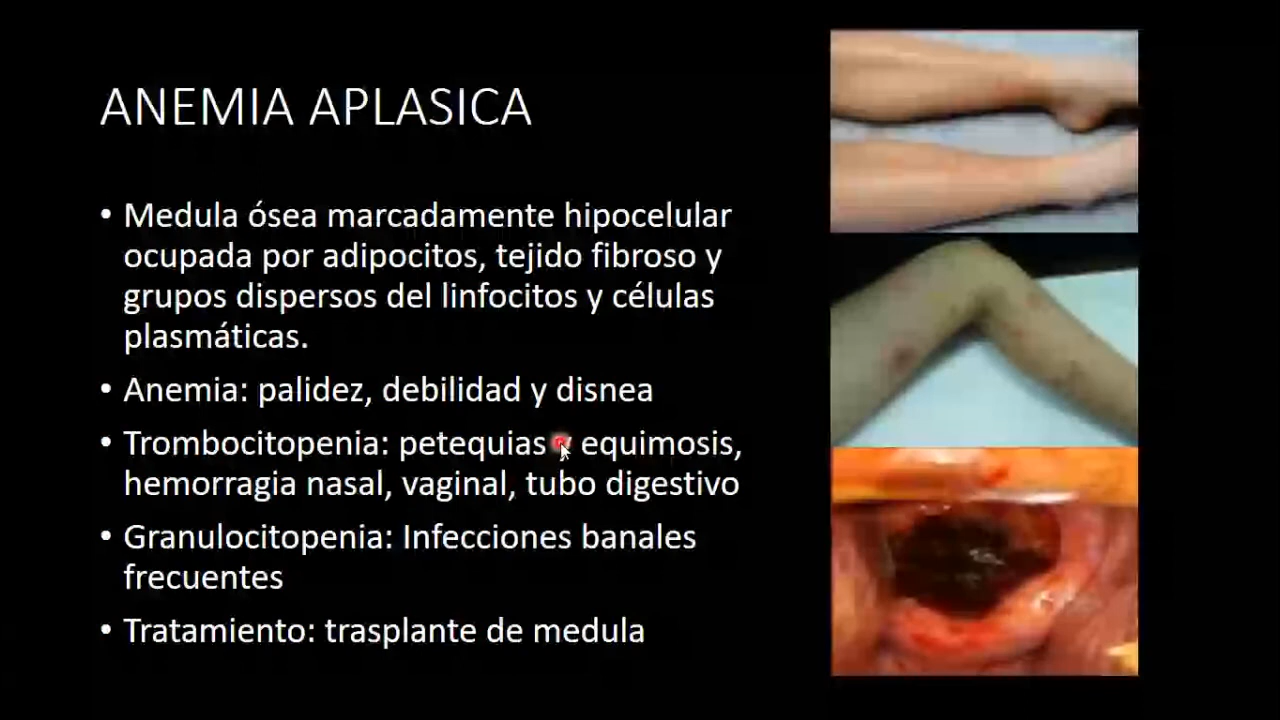 ANEMIA APLASICA
• Medula ósea marcadamente hipocelular
ocupada por adipocitos, tejido fibroso y
grupos dispersos del linfocitos y células
plasmáticas.
• Anemia: palidez, debilidad y disnea
• Trombocitopenia: petequias y equimosis,
hemorragia nasal, vaginal, tubo digestivo
• Granulocitopenia: Infecciones banales
frecuentes
• Tratamiento: trasplante de medula